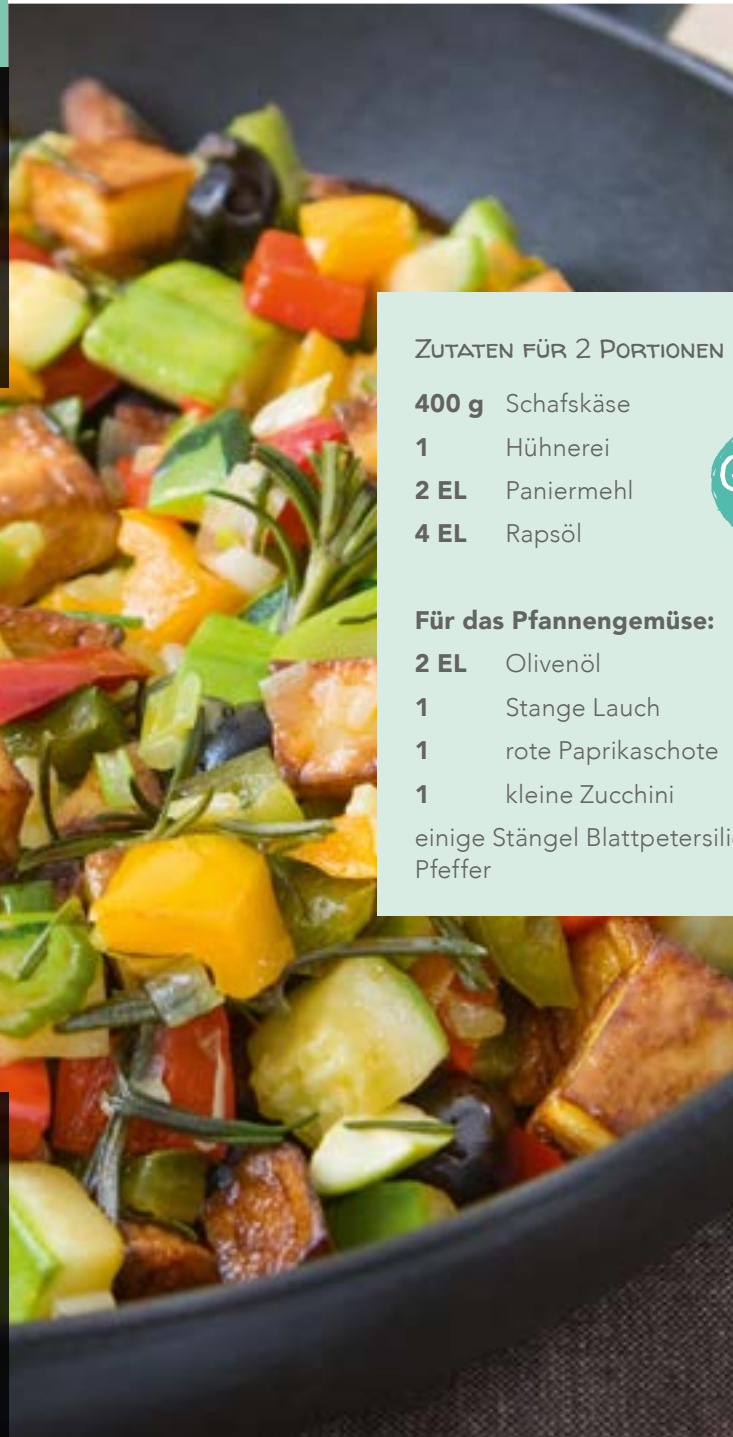 Zutaten für 2 Portionen
400 g Schafskäse
1 Hühnerei
2 EL Paniermehl
4 EL Rapsöl
Für das Pfannengemüse:
2 EL Olivenöl
1 Stange Lauch
1 rote Paprikaschote
1 kleine Zucchini
einige Stängel Blattpetersilie
Pfeffer